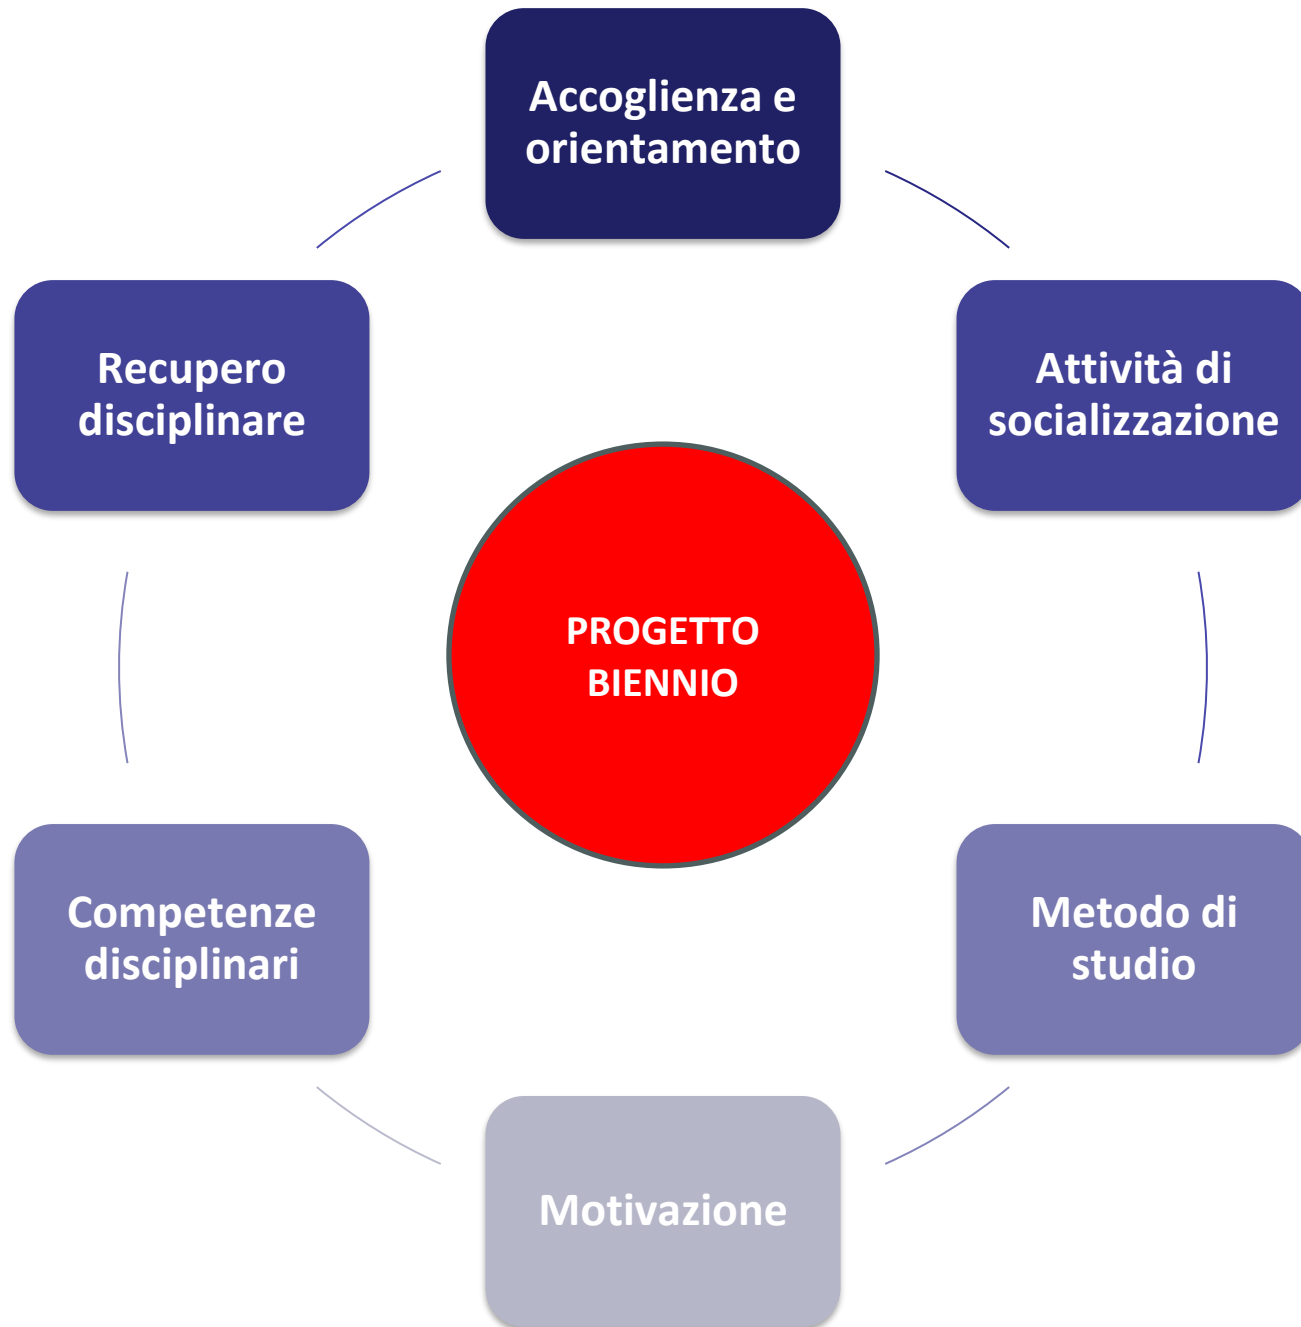 Accoglienza e
orientamento
Attività di
socializzazione
Metodo di
studio
Motivazione
Competenze
disciplinari
Recupero
disciplinare
PROGETTO
BIENNIO